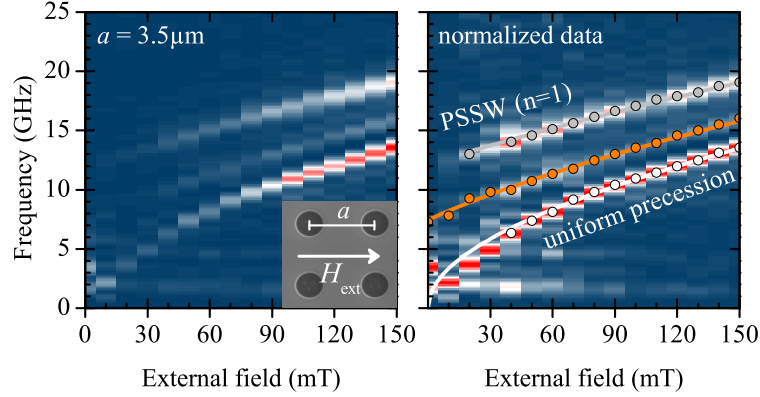 25
20
15
10
5
0
Frequency (GHz)
a = 3.5µm
a
H ext
0 30 60 90 120 150
External field (mT)
normalized data
PSSW (n=1)
uniform precession
30 60 90 120 150
External field (mT)